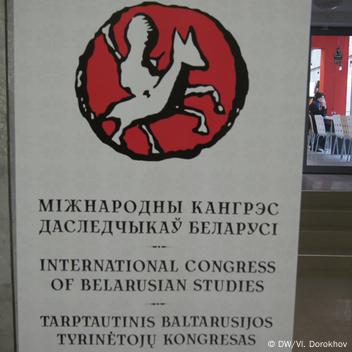 МІЖНАРОДНЫ КАНГРЭС
ДАСЛЕДЧЫКАЎ БЕЛАРУСІ
INTERNATIONAL CONGRESS
OF BELARUSIAN STUDIES
TARPTAUTINIS BALTARUSIJOS
TYRINĖTOJŲ KONGRESAS
© DW/Vl. Dorokhov